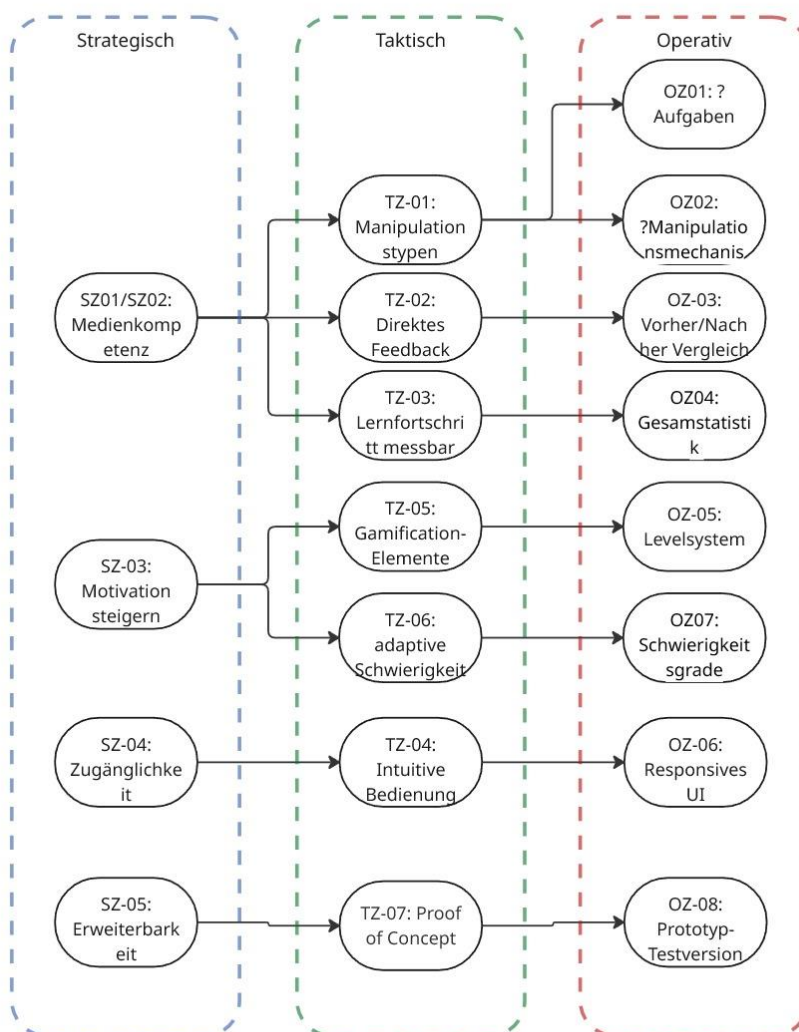 Strategisch
Taktisch
Operativ
OZ01: ?
Aufgaben
TZ-01:
Manipulation
stypen
OZ02:
?Manipulatio
nsmechanis
SZ01/SZ02:
Medienkomp
etenz
TZ-02:
Direktes
Feedback
OZ-03:
Vorher/Nach
her Vergleich
TZ-03:
Lernfortschri
tt messbar
OZ04:
Gesamstatisti
k
SZ-03:
Motivation
steigern
TZ-05:
Gamification-
Elemente
OZ-05:
Levelsystem
TZ-06:
adaptive
Schwierigkeit
OZ07:
Schwierigkeit
sgrade
SZ-04:
Zugänglichke
it
TZ-04:
Intuitive
Bedienung
OZ-06:
Responsives
UI
SZ-05:
Erweiterbark
eit
TZ-07: Proof
of Concept
OZ-08:
Prototyp-
Testversion